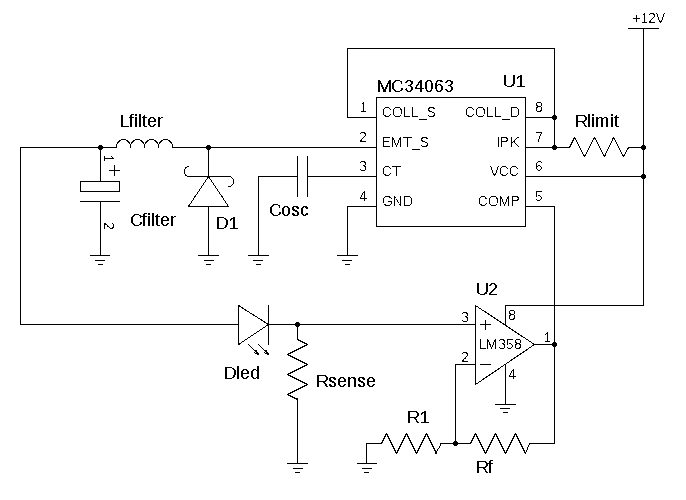 +12V
MC34063
U1
Lfilter
1
COLL_S
COLL_D
8
Rlimit
2
EMT_S
IPK
7
1
+
3
CT
VCC
6
4
GND
COMP
5
Cosc
Cfilter
2
D1
U2
8
3
+
LM358
1
2
−
4
Dled
Rsense
R1
Rf